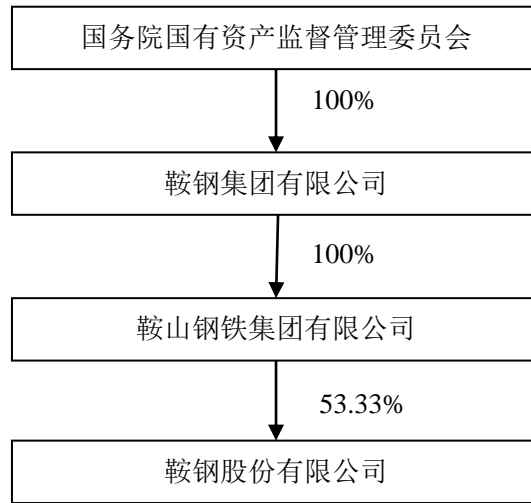 国务院国有资产监督管理委员会
100%
鞍钢集团有限公司
100%
鞍山钢铁集团有限公司
53.33%
鞍钢股份有限公司